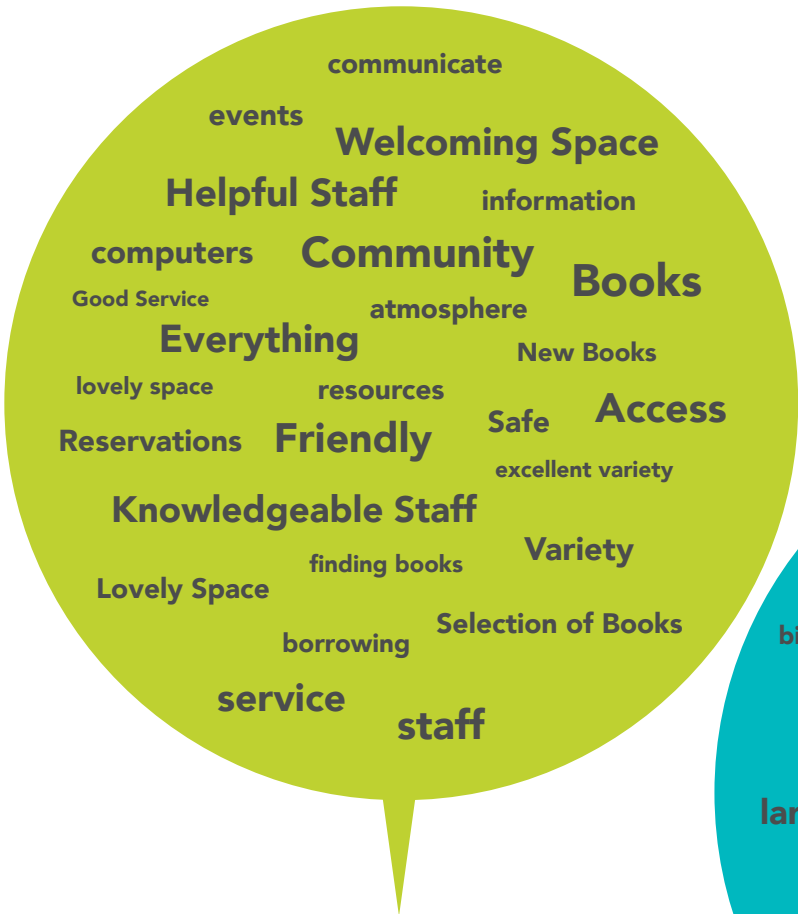 communicate
events
Welcoming Space
Helpful Staff
information
computers
Community
Books
Good Service
atmosphere
Everything
New Books
lovely space
resources
Safe
Access
Reservations
Friendly
excellent variety
Knowledgeable Staff
Variety
finding books
Lovely Space
Selection of Books
borrowing
service
staff